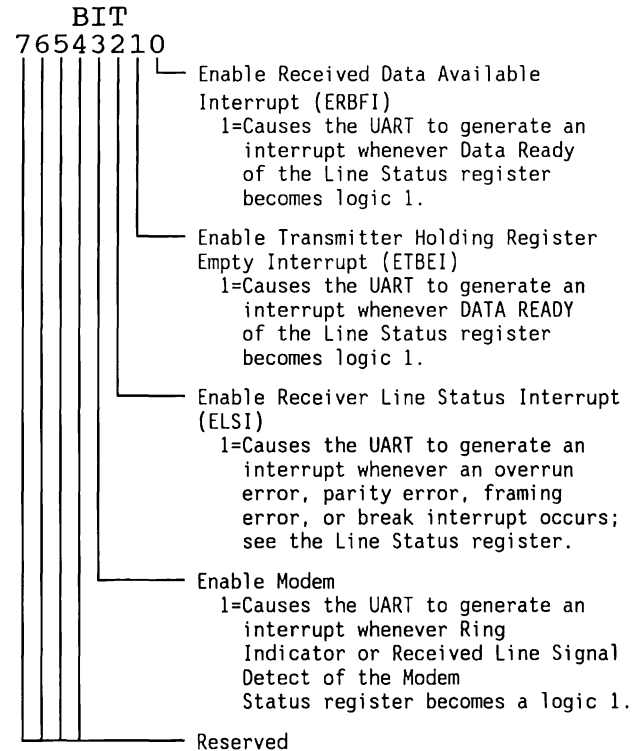 BIT
76543210
Enable Received Data Available
Interrupt (ERBFI)
1=Causes the UART to generate an
interrupt whenever Data Ready
of the Line Status register
becomes logic 1.
Enable Transmitter Holding Register
Empty Interrupt (ETBEI)
1=Causes the UART to generate an
interrupt whenever DATA READY
of the Line Status register
becomes logic 1.
Enable Receiver Line Status Interrupt
(ELSI)
1=Causes the UART to generate an
interrupt whenever an overrun
error, parity error, framing
error, or break interrupt occurs;
see the Line Status register.
Enable Modem
1=Causes the UART to generate an
interrupt whenever Ring
Indicator or Received Line Signal
Detect of the Modem
Status register becomes a logic 1.
Reserved